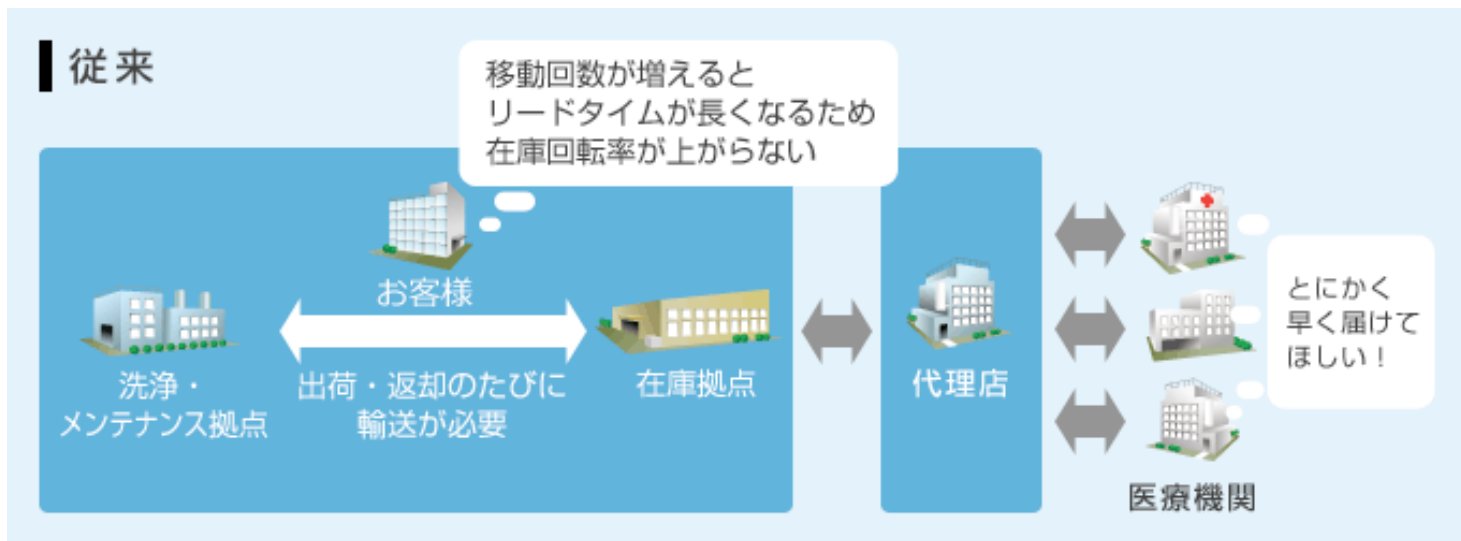 従来
移動回数が増えると
リードタイムが長くなるため
在庫回転率が上がらない
お客様
洗浄・
メンテナンス拠点
出荷・返却のたびに
輸送が必要
在庫拠点
代理店
とにかく
早く届けて
ほしい!
医療機関